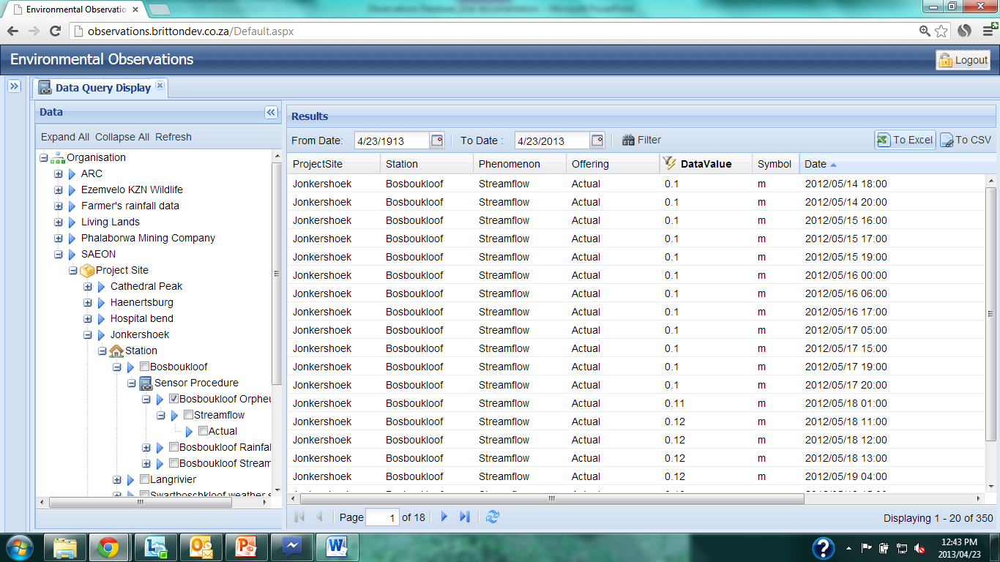 Environmental Observatio
observations.brittondev.co.za/Default.aspx
Environmental Observations
Logout
Data Query Display
Data
Expand All Collapse All Refresh
Organisation
ARC
Ezemvelo KZN Wildlife
Farmer's rainfall data
Living Lands
Phalaborwa Mining Company
SAEON
Project Site
Cathedral Peak
Haenertsburg
Hospital bend
Jonkershoek
Station
Bosboukloof
Sensor Procedure
Bosboukloof Orpheu
Streamflow
Actual
Bosboukloof Rainfal
Bosboukloof Stream
Langrivier
Swartboschkloof weather s
Results
From Date: 4/23/1913 To Date : 4/23/2013 Filter To Excel To CSV
ProjectSite Station Phenomenon Offering DataValue Symbol Date
Jonkershoek Bosboukloof Streamflow Actual 0.1 m 2012/05/14 18:00
Jonkershoek Bosboukloof Streamflow Actual 0.1 m 2012/05/14 20:00
Jonkershoek Bosboukloof Streamflow Actual 0.1 m 2012/05/15 16:00
Jonkershoek Bosboukloof Streamflow Actual 0.1 m 2012/05/15 17:00
Jonkershoek Bosboukloof Streamflow Actual 0.1 m 2012/05/15 19:00
Jonkershoek Bosboukloof Streamflow Actual 0.1 m 2012/05/16 00:00
Jonkershoek Bosboukloof Streamflow Actual 0.1 m 2012/05/16 06:00
Jonkershoek Bosboukloof Streamflow Actual 0.1 m 2012/05/16 17:00
Jonkershoek Bosboukloof Streamflow Actual 0.1 m 2012/05/17 05:00
Jonkershoek Bosboukloof Streamflow Actual 0.1 m 2012/05/17 15:00
Jonkershoek Bosboukloof Streamflow Actual 0.1 m 2012/05/17 19:00
Jonkershoek Bosboukloof Streamflow Actual 0.1 m 2012/05/17 20:00
Jonkershoek Bosboukloof Streamflow Actual 0.11 m 2012/05/18 01:00
Jonkershoek Bosboukloof Streamflow Actual 0.12 m 2012/05/18 11:00
Jonkershoek Bosboukloof Streamflow Actual 0.12 m 2012/05/18 12:00
Jonkershoek Bosboukloof Streamflow Actual 0.12 m 2012/05/18 13:00
Jonkershoek Bosboukloof Streamflow Actual 0.12 m 2012/05/19 04:00
Page 1 of 18 Displaying 1 - 20 of 350
12:43 PM
2013/04/23